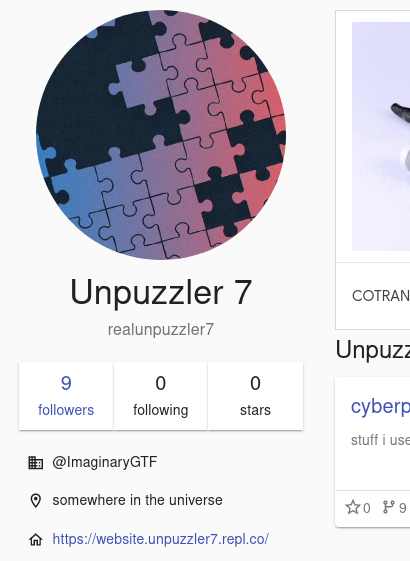 Unpuzzler 7
realunpuzzler7
9 0 0
followers following stars
@ImaginaryGTF
somewhere in the universe
https://website.unpuzzler7.repl.co/
COTRAN
Unpuzz
cyberp
stuff i use
0 9